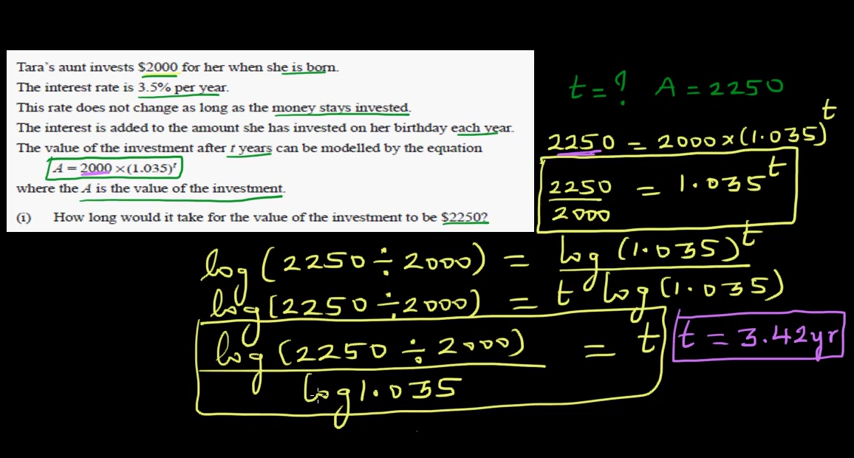 Tara's aunt invests $2000 for her when she is born.
The interest rate is 3.5% per year.
This rate does not change as long as the money stays invested.
The interest is added to the amount she has invested on her birthday each year.
The value of the investment after t years can be modelled by the equation
A = 2000 × (1.035)^t
where the A is the value of the investment.
(i) How long would it take for the value of the investment to be $2250?
t = ? A = 2250
2250 = 2000 × (1.035)^t
2250/2000 = 1.035^t
log (2250 ÷ 2000) = log (1.035)^t
log (2250 ÷ 2000) = t log (1.035)
log (2250 ÷ 2000) / log 1.035 = t
t = 3.42yr